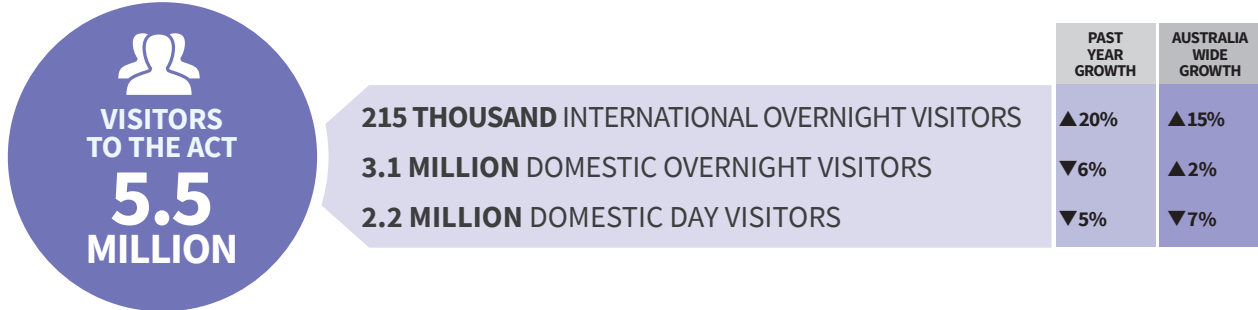 VISITORS
TO THE ACT
5.5
MILLION
PAST
YEAR
GROWTH
AUSTRALIA
WIDE
GROWTH
215 THOUSAND INTERNATIONAL OVERNIGHT VISITORS ▲20% ▲15%
3.1 MILLION DOMESTIC OVERNIGHT VISITORS ▼6% ▲2%
2.2 MILLION DOMESTIC DAY VISITORS ▼5% ▼7%